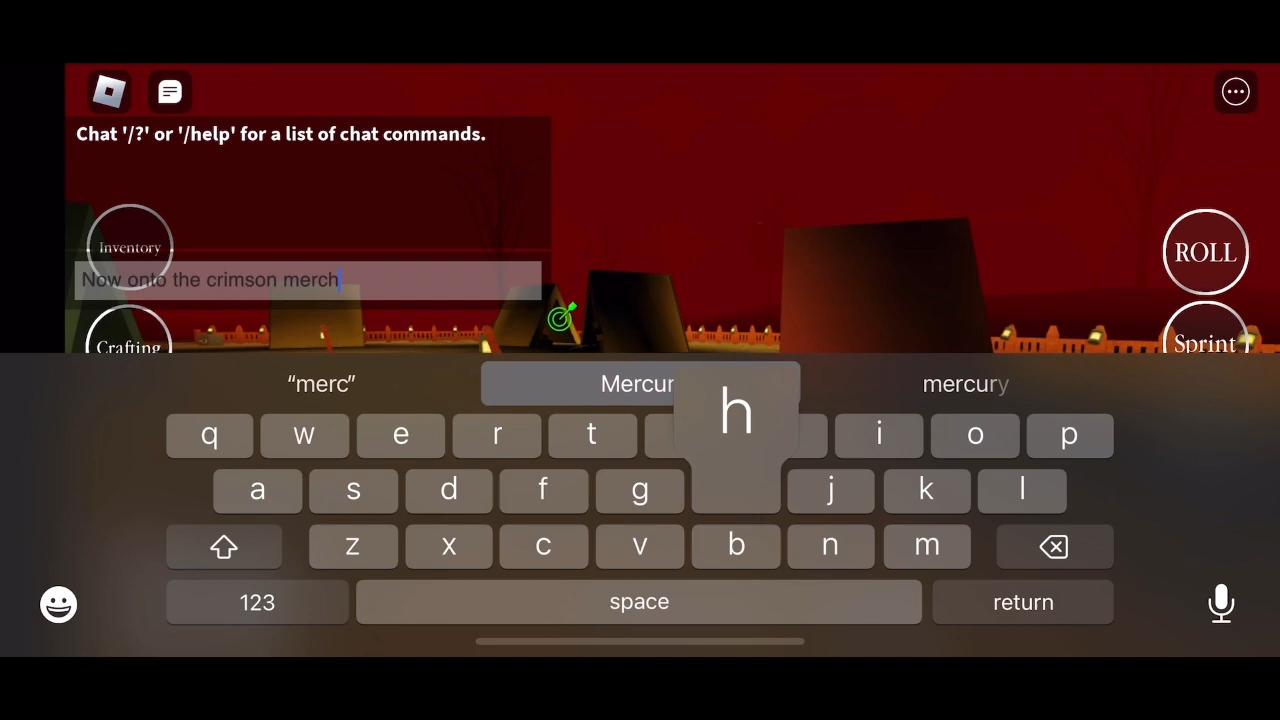 Chat '/?' or '/help' for a list of chat commands.
Inventory
ROLL
Now onto the crimson merch
Crafting
Sprint
“merc”
mercury
q w e r t i o p
h
a s d f g j k l
z x c v b n m
123
space
return